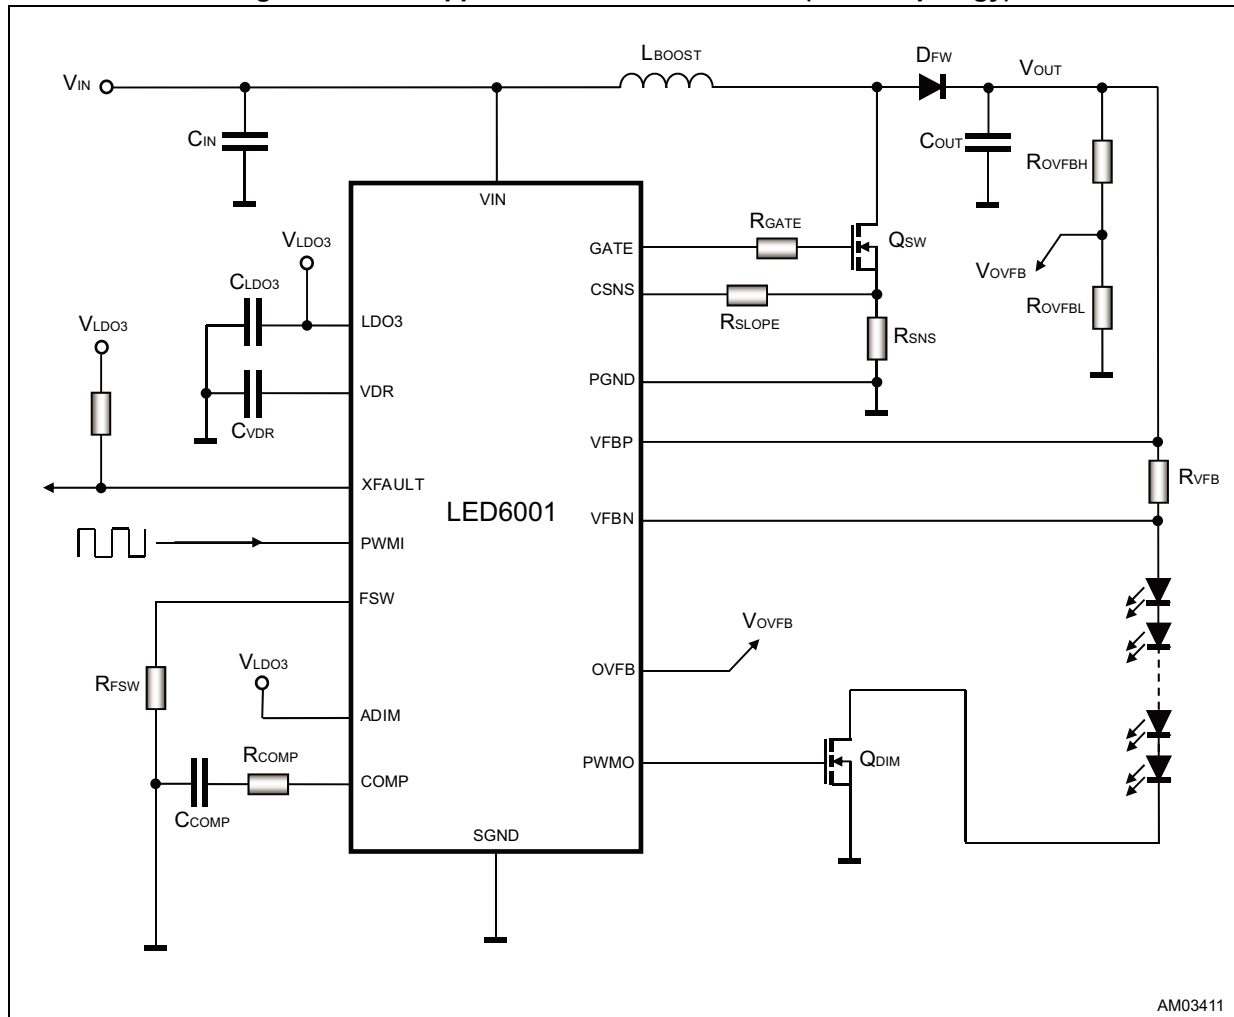 LBOOST
DFW
VOUT
VIN
CIN
COUT
ROVFBH
VIN
RGATE
QSW
VLDO3
GATE
VOVFB
CLDO3
CSNS
ROVFBL
VLDO3
LDO3
RSLOPE
RSNS
PGND
VDR
CVDR
VFBP
XFAULT
RVFB
LED6001
VFBN
PWMI
FSW
VOVFB
VLDO3
OVFB
RFSW
ADIM
RCOMP
PWMO
QDIM
COMP
CCOMP
SGND
AM03411